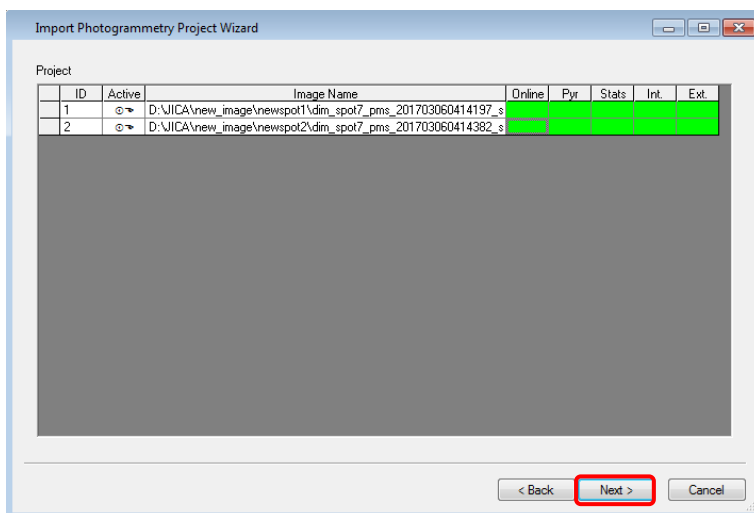 Import Photogrammetry Project Wizard
Project
ID Active Image Name Online Pyr Stats Int. Ext.
1 D:\JICA\new_image\newspot1\dim_spot7_pms_201703060414197_s
2 D:\JICA\new_image\newspot2\dim_spot7_pms_201703060414382_s
< Back Next > Cancel